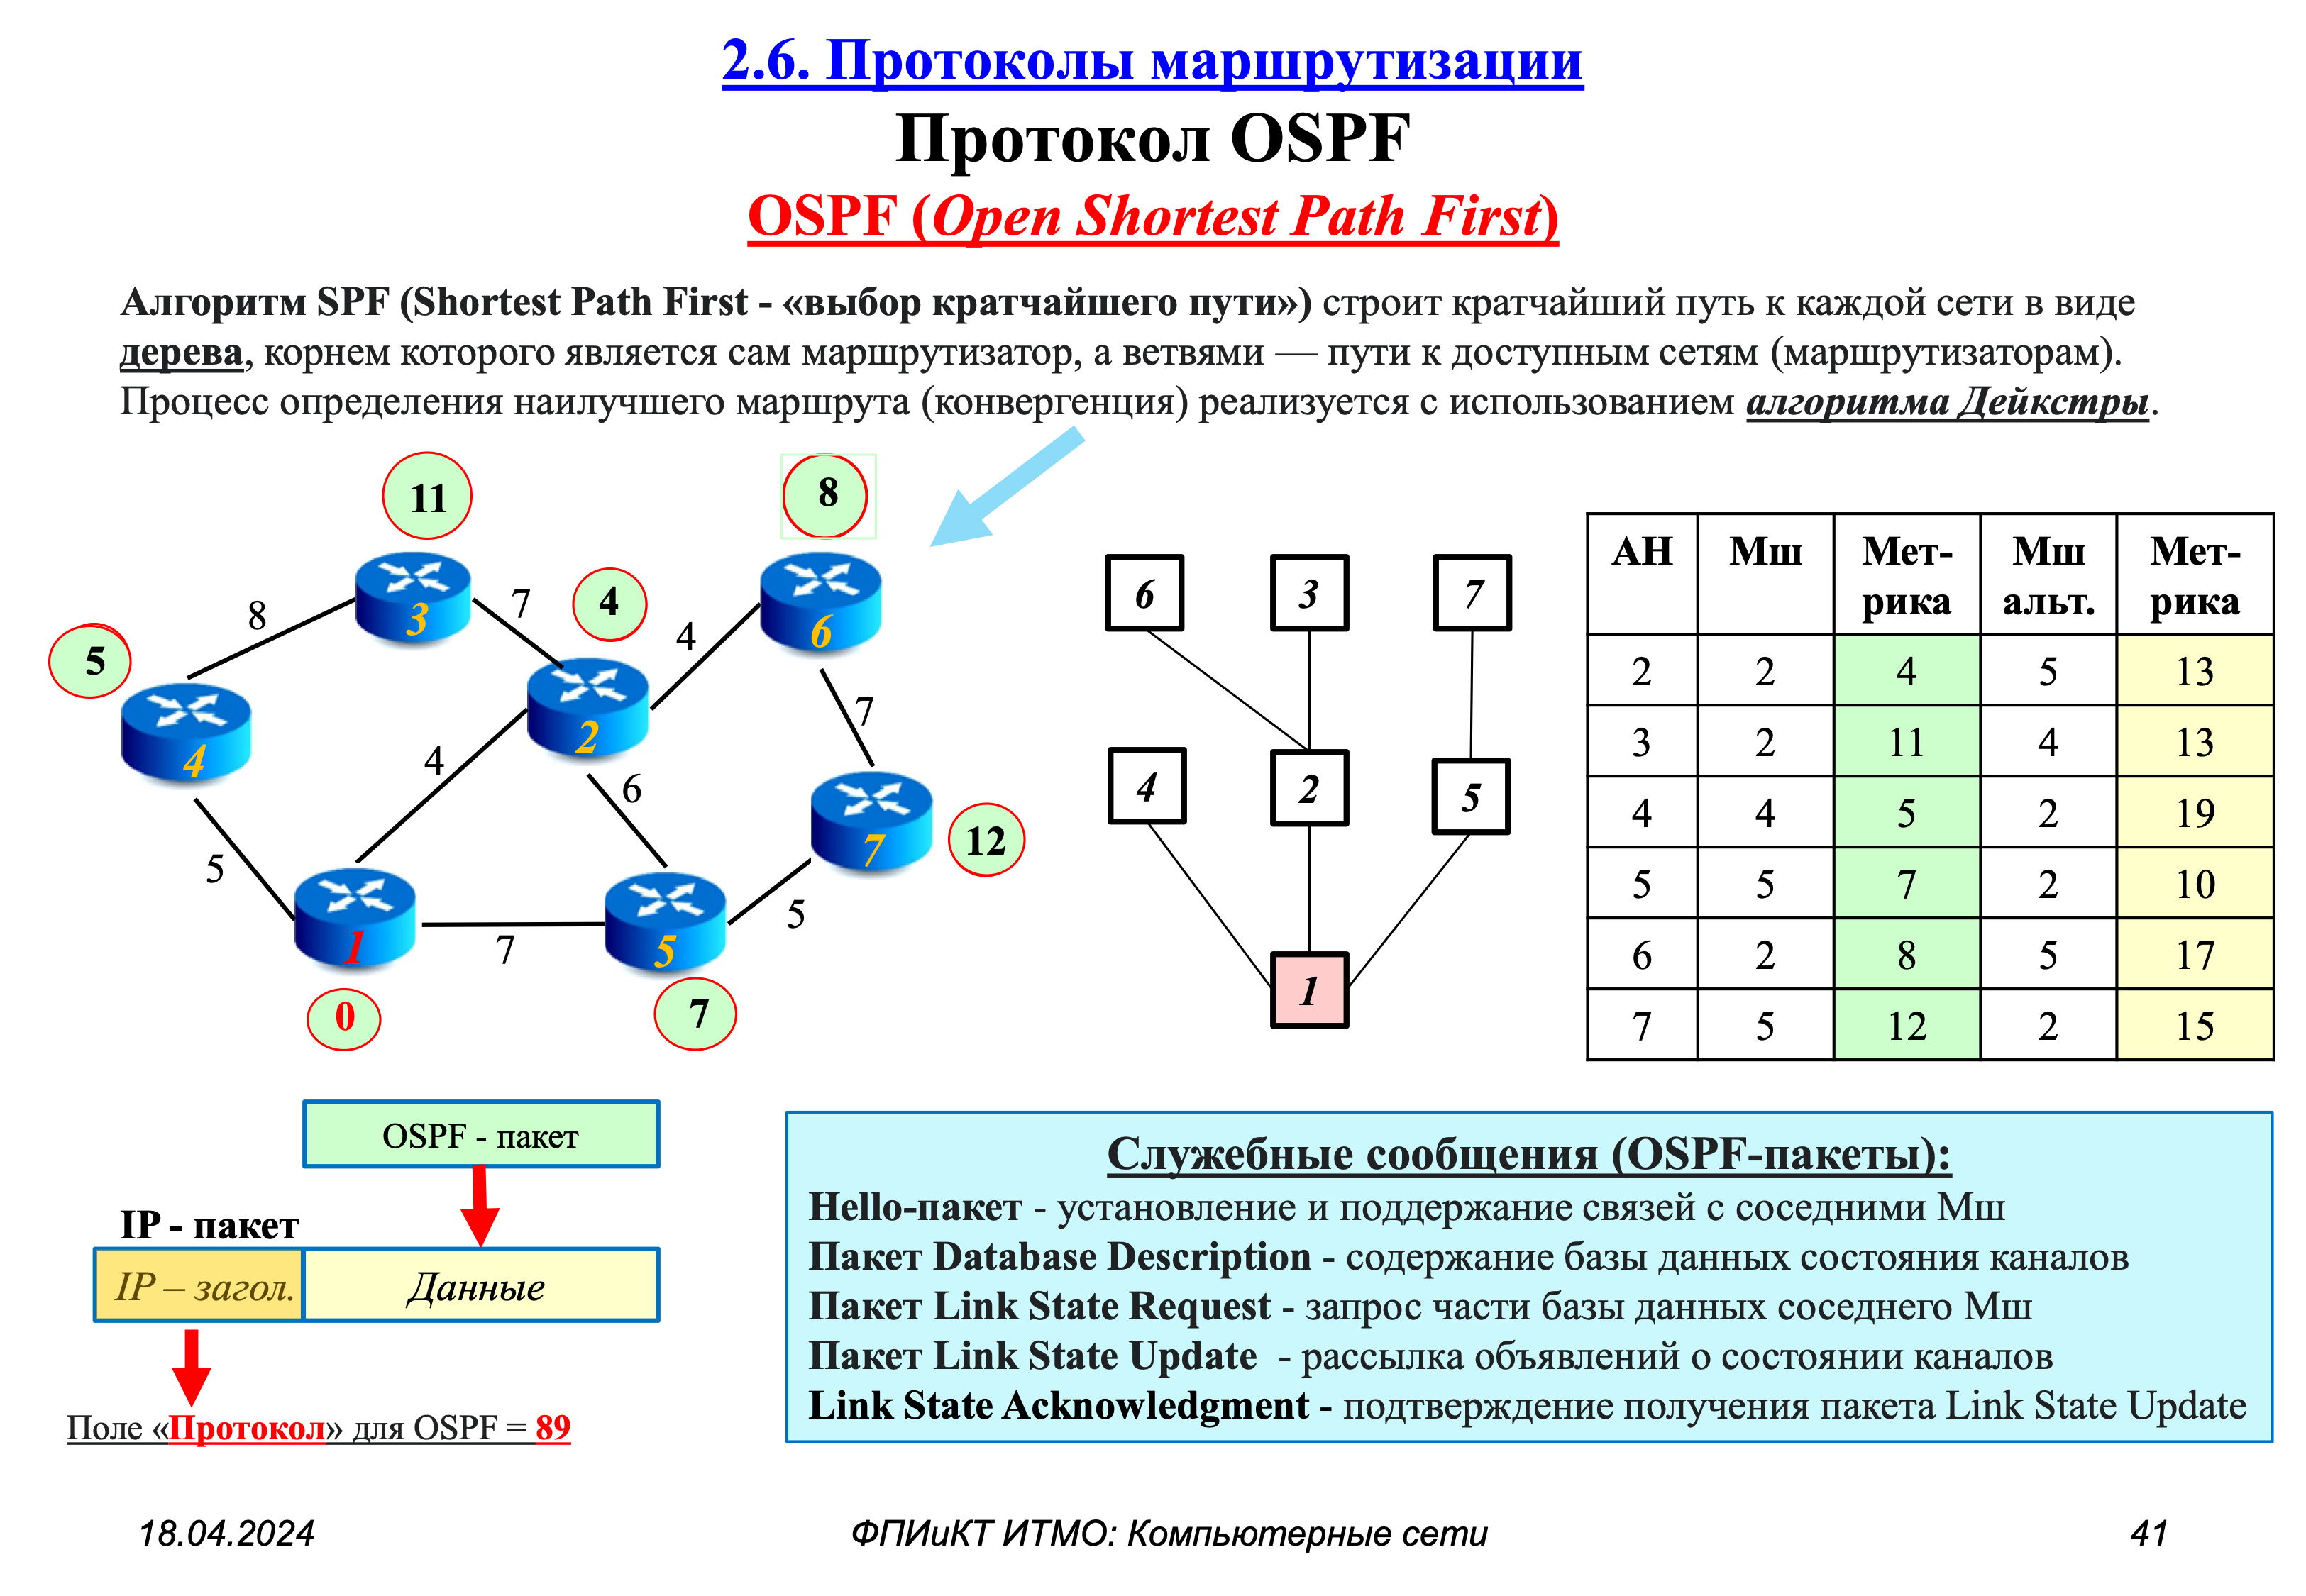 2.6. Протоколы маршрутизации
Протокол OSPF
OSPF (Open Shortest Path First)
Алгоритм SPF (Shortest Path First - «выбор кратчайшего пути») строит кратчайший путь к каждой сети в виде
дерева, корнем которого является сам маршрутизатор, а ветвями — пути к доступным сетям (маршрутизаторам).
Процесс определения наилучшего маршрута (конвергенция) реализуется с использованием алгоритма Дейкстры.
11
8
8
3
7
4
4
6
5
4
2
7
4
6
7
12
5
1
7
5
5
0
7
6
3
7
4
2
5
1
АН Мш Мет- Мш Мет-
рика альт. рика
2 2 4 5 13
3 2 11 4 13
4 4 5 2 19
5 5 7 2 10
6 2 8 5 17
7 5 12 2 15
OSPF - пакет
IP - пакет
IP – загол. Данные
Поле «Протокол» для OSPF = 89
Служебные сообщения (OSPF-пакеты):
Hello-пакет - установление и поддержание связей с соседними Мш
Пакет Database Description - содержание базы данных состояния каналов
Пакет Link State Request - запрос части базы данных соседнего Мш
Пакет Link State Update - рассылка объявлений о состоянии каналов
Link State Acknowledgment - подтверждение получения пакета Link State Update
18.04.2024 ФПИиКТ ИТМО: Компьютерные сети 41